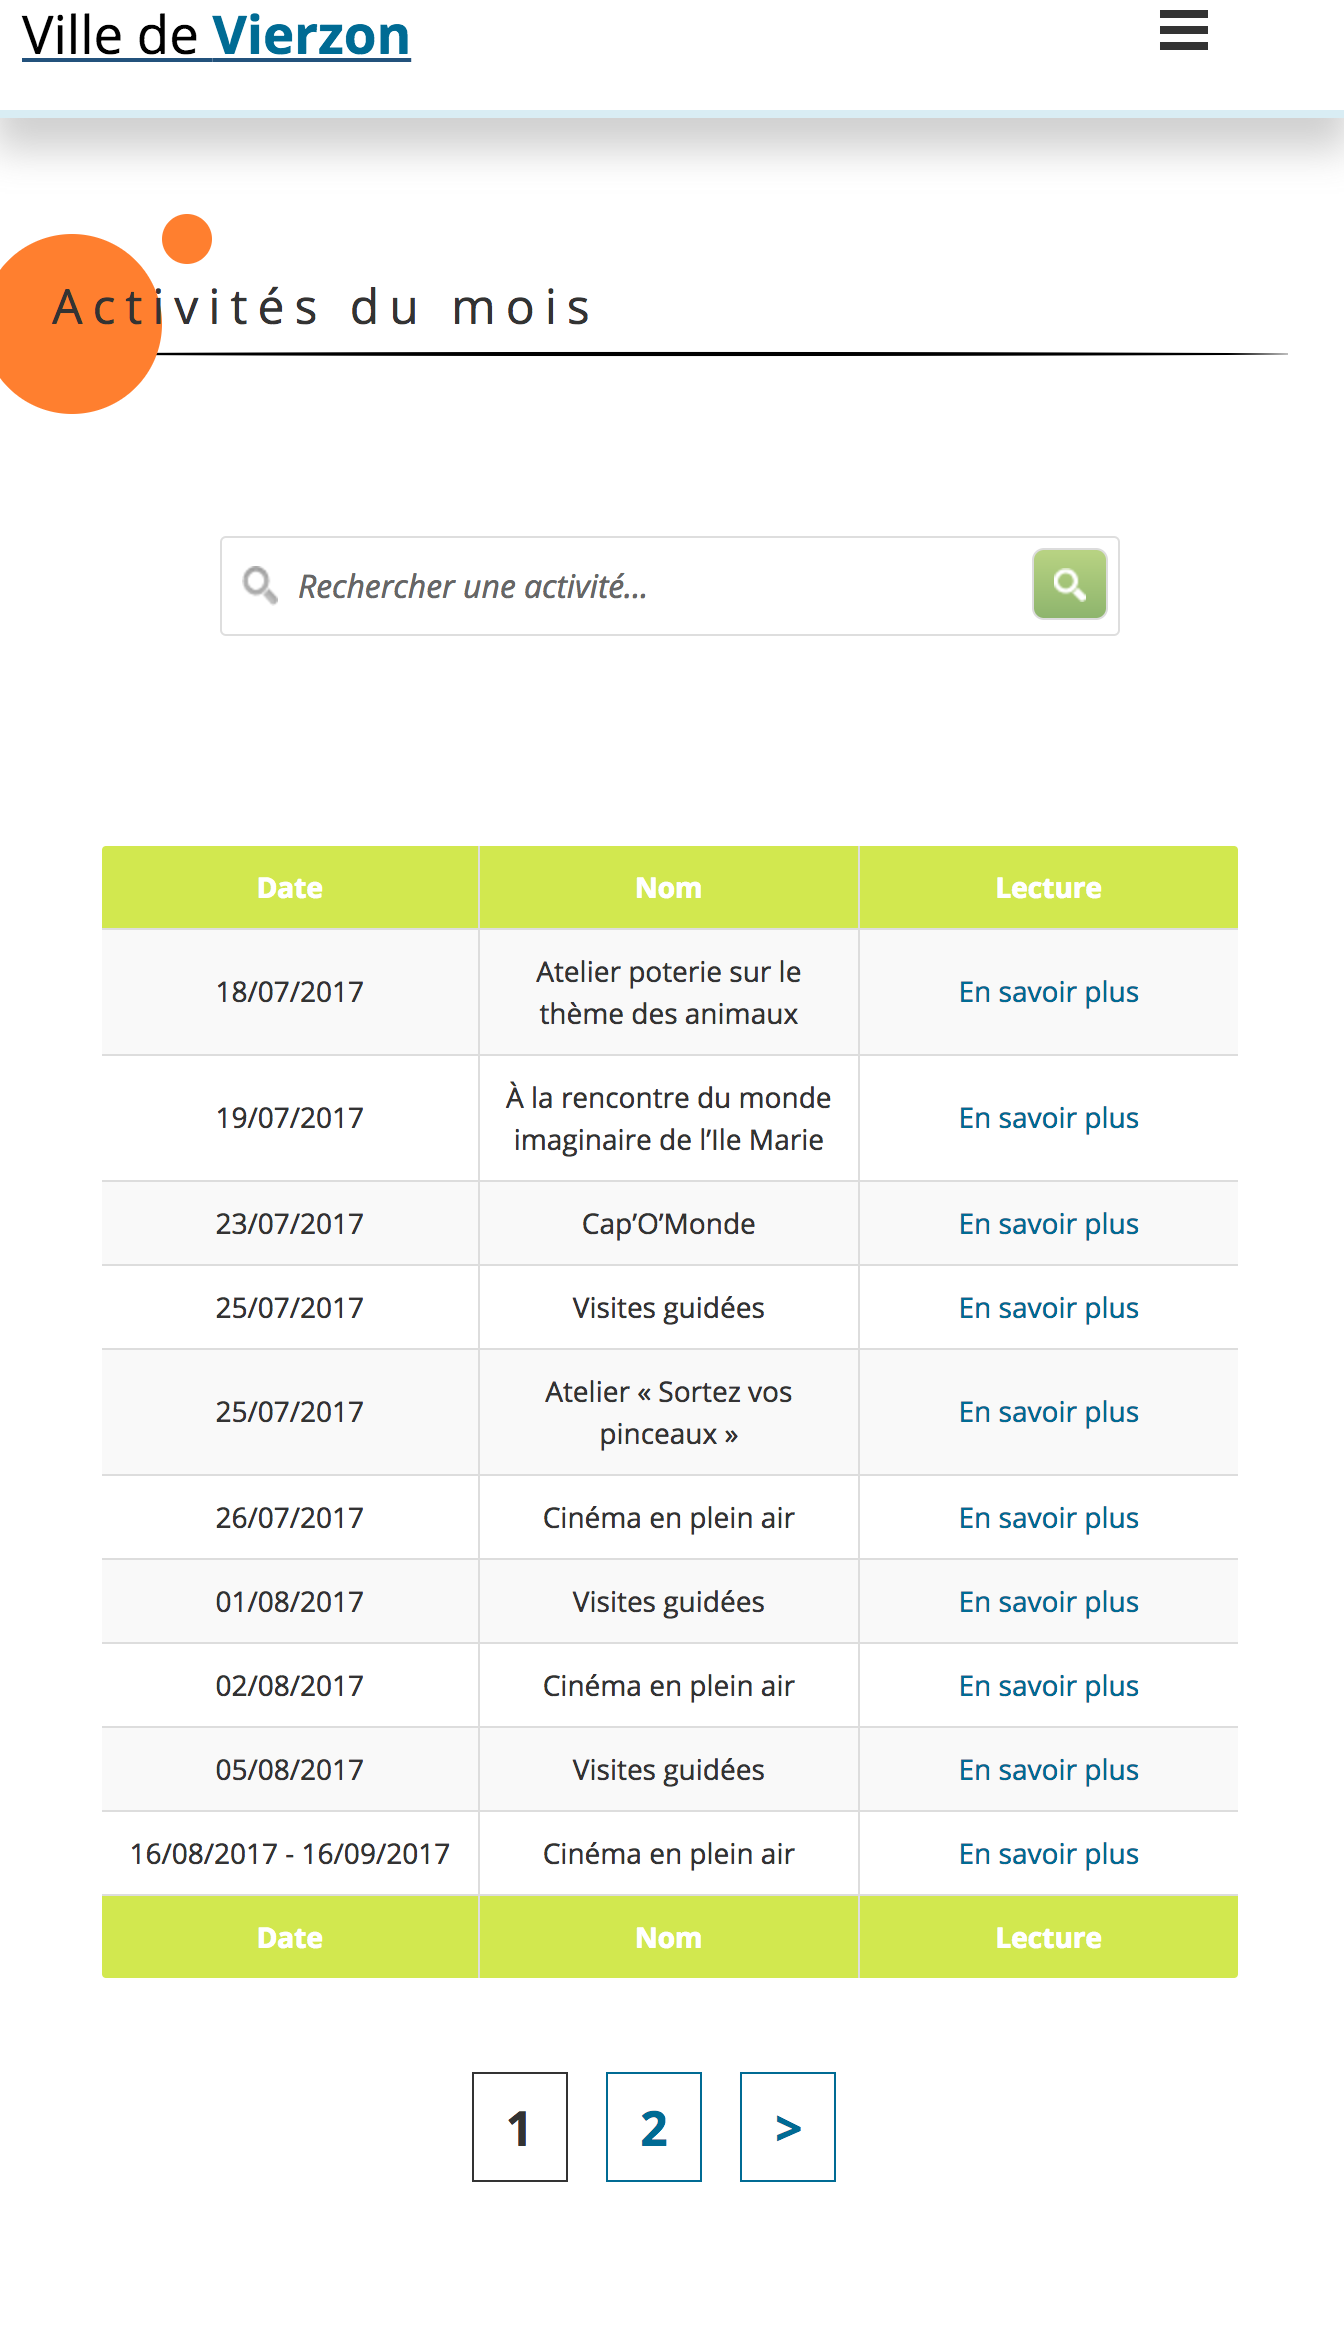 Ville de Vierzon
Activités du mois
Rechercher une activité...
Date Nom Lecture
18/07/2017 Atelier poterie sur le thème des animaux En savoir plus
19/07/2017 À la rencontre du monde imaginaire de l’Ile Marie En savoir plus
23/07/2017 Cap’O’Monde En savoir plus
25/07/2017 Visites guidées En savoir plus
25/07/2017 Atelier « Sortez vos pinceaux » En savoir plus
26/07/2017 Cinéma en plein air En savoir plus
01/08/2017 Visites guidées En savoir plus
02/08/2017 Cinéma en plein air En savoir plus
05/08/2017 Visites guidées En savoir plus
16/08/2017 - 16/09/2017 Cinéma en plein air En savoir plus
Date Nom Lecture
1 2 >